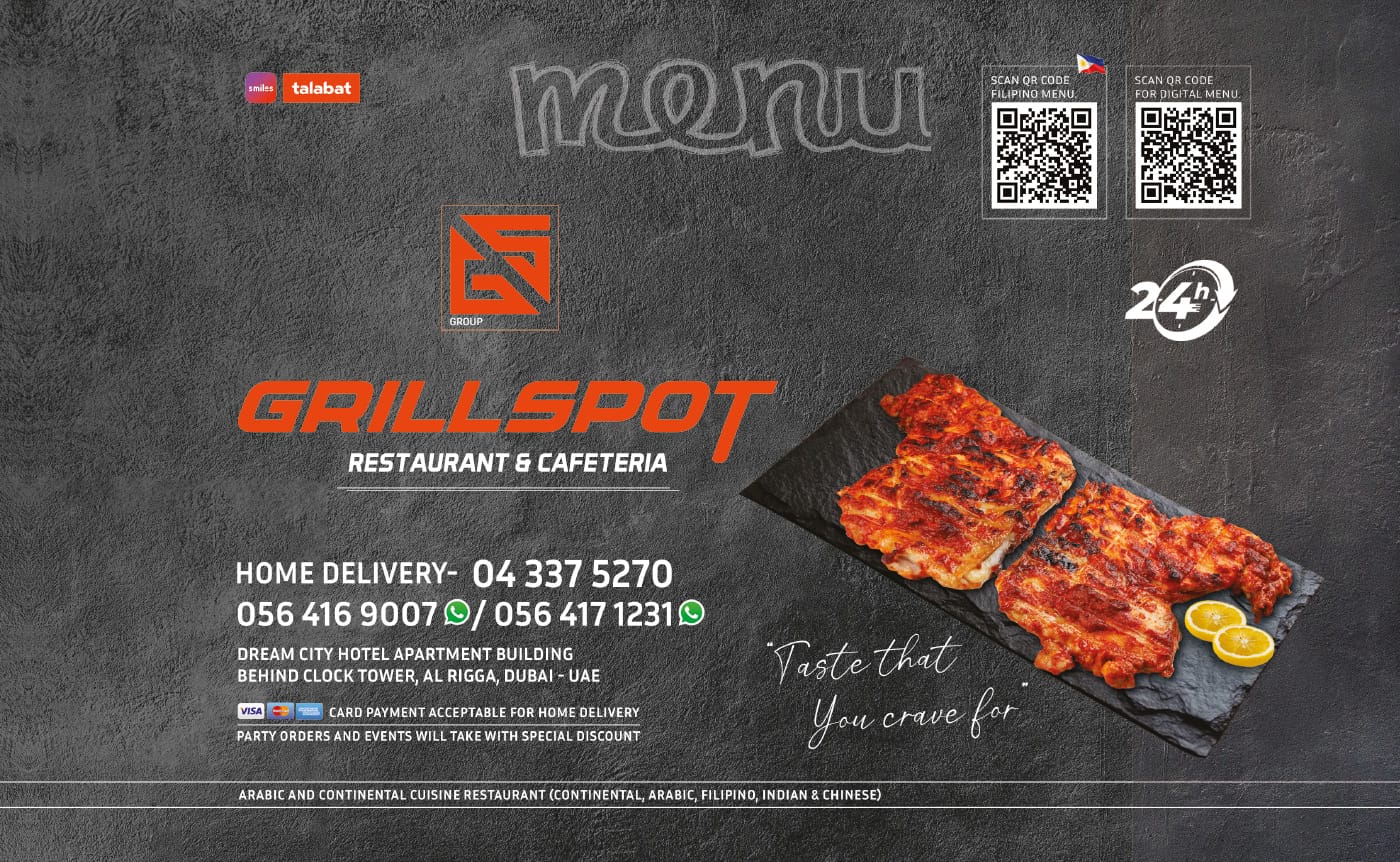 smiles
talabat
menu
SCAN QR CODE
FILIPINO MENU.
SCAN QR CODE
FOR DIGITAL MENU.
24h
GS
GROUP
GRILLSPOT
RESTAURANT & CAFETERIA
HOME DELIVERY- 04 337 5270
056 416 9007 / 056 417 1231
DREAM CITY HOTEL APARTMENT BUILDING
BEHIND CLOCK TOWER, AL RIGGA, DUBAI - UAE
VISA CARD PAYMENT ACCEPTABLE FOR HOME DELIVERY
PARTY ORDERS AND EVENTS WILL TAKE WITH SPECIAL DISCOUNT
"Taste that
You crave for"
ARABIC AND CONTINENTAL CUISINE RESTAURANT (CONTINENTAL, ARABIC, FILIPINO, INDIAN & CHINESE)